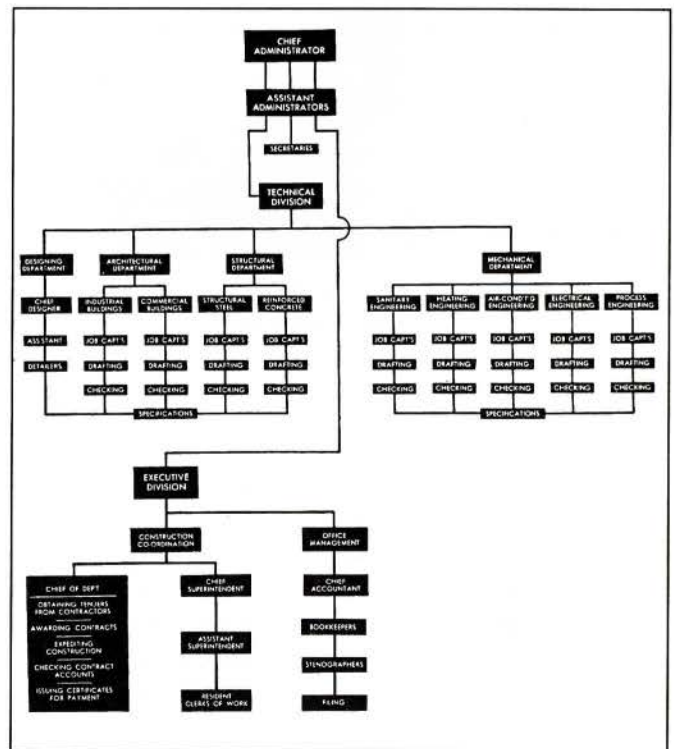 CHIEF
ADMINISTRATOR
ASSISTANT
ADMINISTRATORS
SECRETARIES
TECHNICAL
DIVISION
DESIGNING
DEPARTMENT
ARCHITECTURAL
DEPARTMENT
STRUCTURAL
DEPARTMENT
MECHANICAL
DEPARTMENT
CHIEF
DESIGNER
INDUSTRIAL
BUILDINGS
COMMERCIAL
BUILDINGS
STRUCTURAL
STEEL
REINFORCED
CONCRETE
SANITARY
ENGINEERING
HEATING
ENGINEERING
AIR-CONDIT'G
ENGINEERING
ELECTRICAL
ENGINEERING
PROCESS
ENGINEERING
ASSISTANT
JOB CAPT'S
JOB CAPT'S
JOB CAPT'S
JOB CAPT'S
JOB CAPT'S
JOB CAPT'S
JOB CAPT'S
JOB CAPT'S
JOB CAPT'S
DETAILERS
DRAFTING
DRAFTING
DRAFTING
DRAFTING
DRAFTING
DRAFTING
DRAFTING
DRAFTING
DRAFTING
CHECKING
CHECKING
CHECKING
CHECKING
CHECKING
CHECKING
CHECKING
CHECKING
CHECKING
SPECIFICATIONS
SPECIFICATIONS
EXECUTIVE
DIVISION
CONSTRUCTION
CO-ORDINATION
OFFICE
MANAGEMENT
CHIEF OF DEPT
OBTAINING TENDERS
FROM CONTRACTORS
AWARDING CONTRACTS
EXPEDITING
CONSTRUCTION
CHECKING CONTRACT
ACCOUNTS
ISSUING CERTIFICATES
FOR PAYMENT
CHIEF
SUPERINTENDENT
ASSISTANT
SUPERINTENDENT
RESIDENT
CLERKS OF WORK
CHIEF
ACCOUNTANT
BOOKKEEPERS
STENOGRAPHERS
FILING